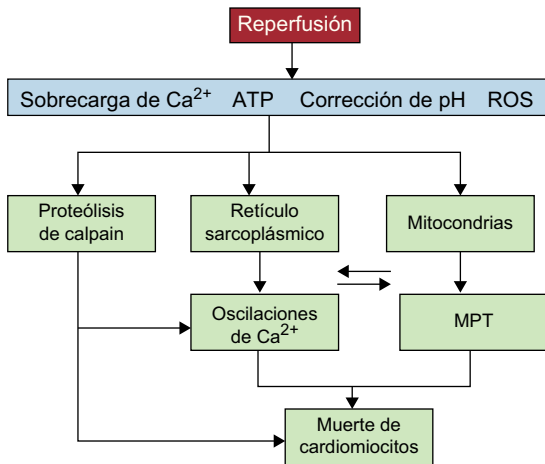 Reperfusión
Sobrecarga de Ca²⁺ ATP Corrección de pH ROS
Proteólisis
de calpain
Retículo
sarcoplásmico
Mitocondrias
Oscilaciones
de Ca²⁺
MPT
Muerte de
cardiomiocitos